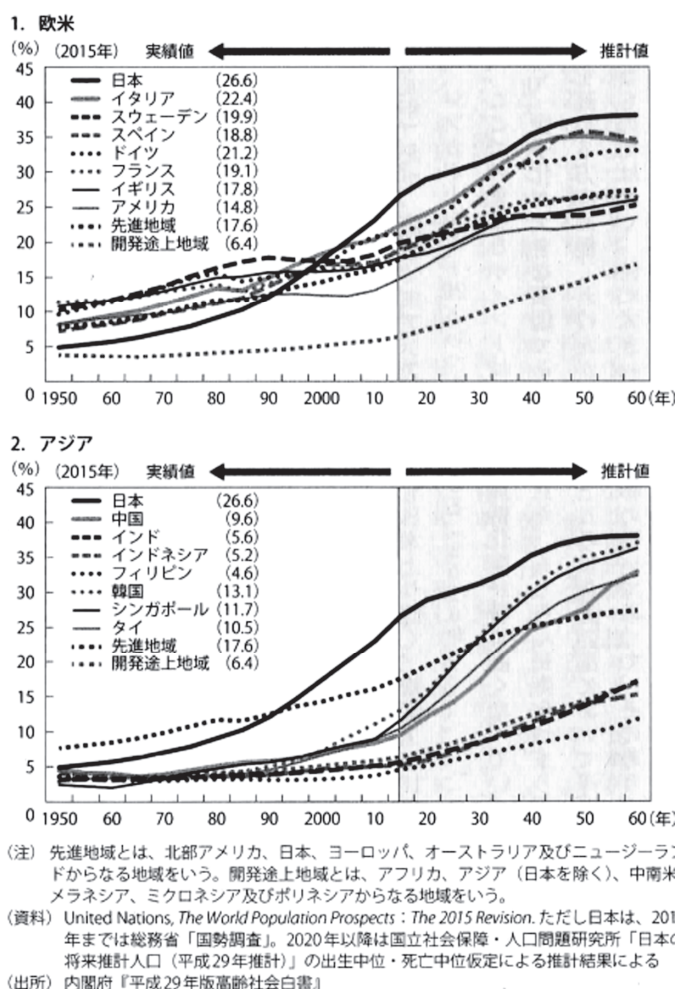 1. 欧米
(%) (2015年) 実績値 推計値
45
40
35
30
25
20
15
10
5
0
日本 (26.6)
イタリア (22.4)
スウェーデン (19.9)
スペイン (18.8)
ドイツ (21.2)
フランス (19.1)
イギリス (17.8)
アメリカ (14.8)
先進地域 (17.6)
開発途上地域 (6.4)
1950 60 70 80 90 2000 10 20 30 40 50 60 (年)
2. アジア
(%) (2015年) 実績値 推計値
45
40
35
30
25
20
15
10
5
0
日本 (26.6)
中国 (9.6)
インド (5.6)
インドネシア (5.2)
フィリピン (4.6)
韓国 (13.1)
シンガポール (11.7)
タイ (10.5)
先進地域 (17.6)
開発途上地域 (6.4)
1950 60 70 80 90 2000 10 20 30 40 50 60 (年)
(注) 先進地域とは、北部アメリカ、日本、ヨーロッパ、オーストラリア及びニュージーラン
ドからなる地域をいう。開発途上地域とは、アフリカ、アジア(日本を除く)、中南米
メラネシア、ミクロネシア及びポリネシアからなる地域をいう。
(資料) United Nations, The World Population Prospects : The 2015 Revision. ただし日本は、201
年までは総務省「国勢調査」。2020年以降は国立社会保障・人口問題研究所「日本の
将来推計人口(平成29年推計)」の出生中位・死亡中位仮定による推計結果による
(出所) 内閣府『平成29年版高齢社会白書』